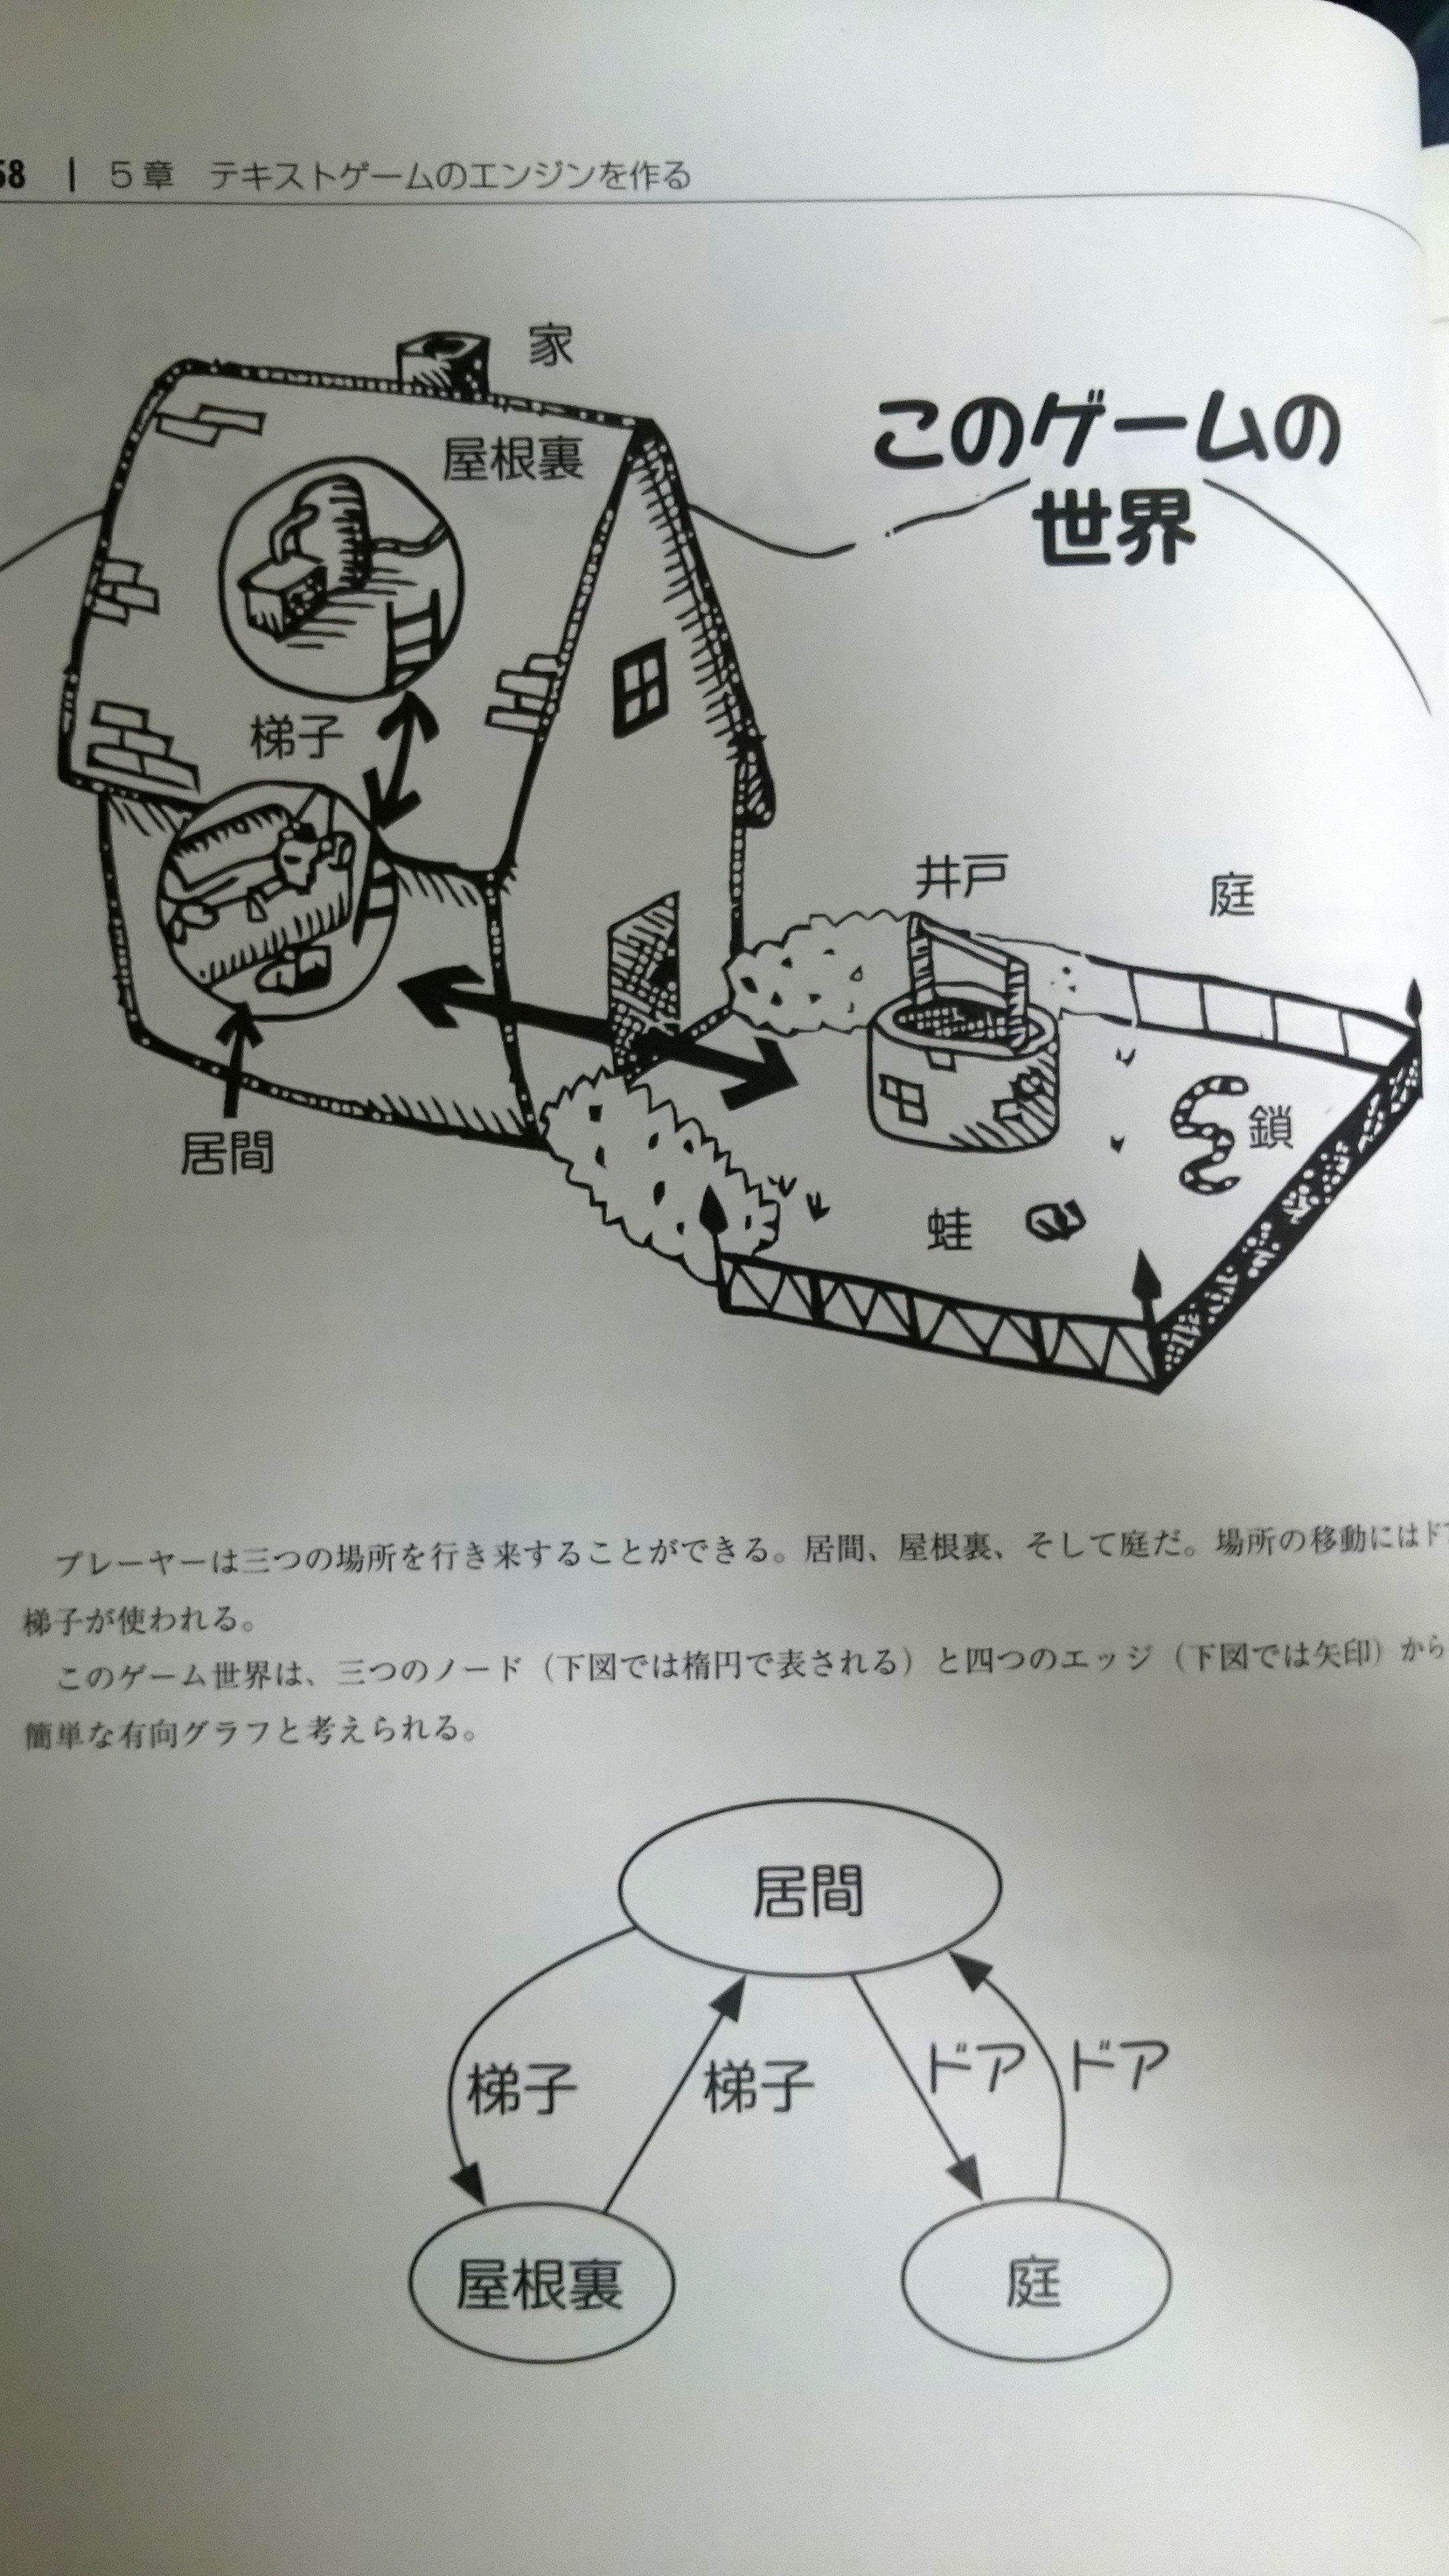 58 | 5章 テキストゲームのエンジンを作る
家
屋根裏
このゲームの
世界
梯子
井戸
庭
居間
鎖
蛙
プレーヤーは三つの場所を行き来することができる。居間、屋根裏、そして庭だ。場所の移動にはド
梯子が使われる。
このゲーム世界は、三つのノード（下図では楕円で表される）と四つのエッジ（下図では矢印）から
簡単な有向グラフと考えられる。
居間
梯子
梯子
ドア
ドア
屋根裏
庭